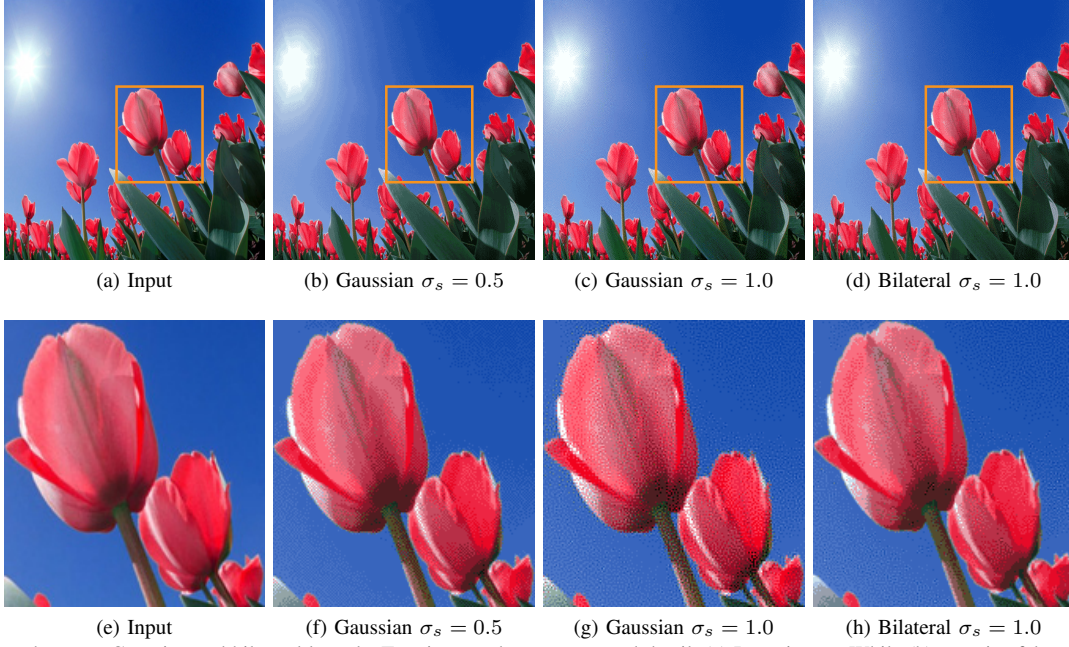 (a) Input
(b) Gaussian σₛ = 0.5
(c) Gaussian σₛ = 1.0
(d) Bilateral σₛ = 1.0
(e) Input
(f) Gaussian σₛ = 0.5
(g) Gaussian σₛ = 1.0
(h) Bilateral σₛ = 1.0